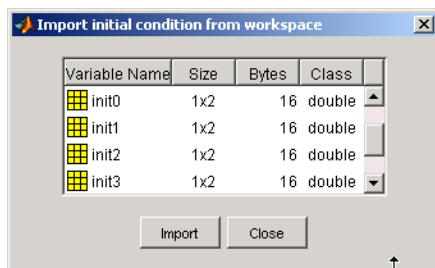 Import initial condition from workspace
Variable Name Size Bytes Class
init0 1x2 16 double
init1 1x2 16 double
init2 1x2 16 double
init3 1x2 16 double
Import Close